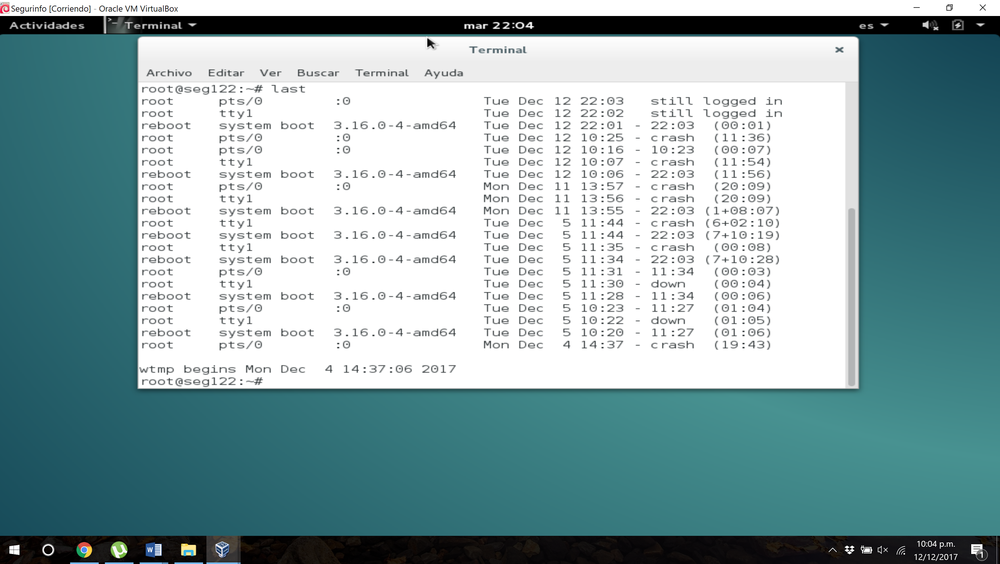 Segurinfo [Corriendo] - Oracle VM VirtualBox
Actividades Terminal mar 22:04 es
Terminal
Archivo Editar Ver Buscar Terminal Ayuda
root@seg122:~# last
root     pts/0        :0               Tue Dec 12 22:03   still logged in
root     tty1                          Tue Dec 12 22:02   still logged in
reboot   system boot  3.16.0-4-amd64   Tue Dec 12 22:01 - 22:03  (00:01)
root     pts/0        :0               Tue Dec 12 10:25 - crash  (11:36)
root     pts/0        :0               Tue Dec 12 10:16 - 10:23  (00:07)
root     tty1                          Tue Dec 12 10:07 - crash  (11:54)
reboot   system boot  3.16.0-4-amd64   Tue Dec 12 10:06 - 22:03  (11:56)
root     pts/0        :0               Mon Dec 11 13:57 - crash  (20:09)
root     tty1                          Mon Dec 11 13:56 - crash  (20:09)
reboot   system boot  3.16.0-4-amd64   Mon Dec 11 13:55 - 22:03 (1+08:07)
root     tty1                          Tue Dec  5 11:44 - crash (6+02:10)
reboot   system boot  3.16.0-4-amd64   Tue Dec  5 11:44 - 22:03 (7+10:19)
root     tty1                          Tue Dec  5 11:35 - crash  (00:08)
reboot   system boot  3.16.0-4-amd64   Tue Dec  5 11:34 - 22:03 (7+10:28)
root     pts/0        :0               Tue Dec  5 11:31 - 11:34  (00:03)
root     tty1                          Tue Dec  5 11:30 - down   (00:04)
reboot   system boot  3.16.0-4-amd64   Tue Dec  5 11:28 - 11:34  (00:06)
root     pts/0        :0               Tue Dec  5 10:23 - 11:27  (01:04)
root     tty1                          Tue Dec  5 10:22 - down   (01:05)
reboot   system boot  3.16.0-4-amd64   Tue Dec  5 10:20 - 11:27  (01:06)
root     pts/0        :0               Mon Dec  4 14:37 - crash  (19:43)
wtmp begins Mon Dec  4 14:37:06 2017
root@seg122:~#
10:04 p.m.
12/12/2017
1